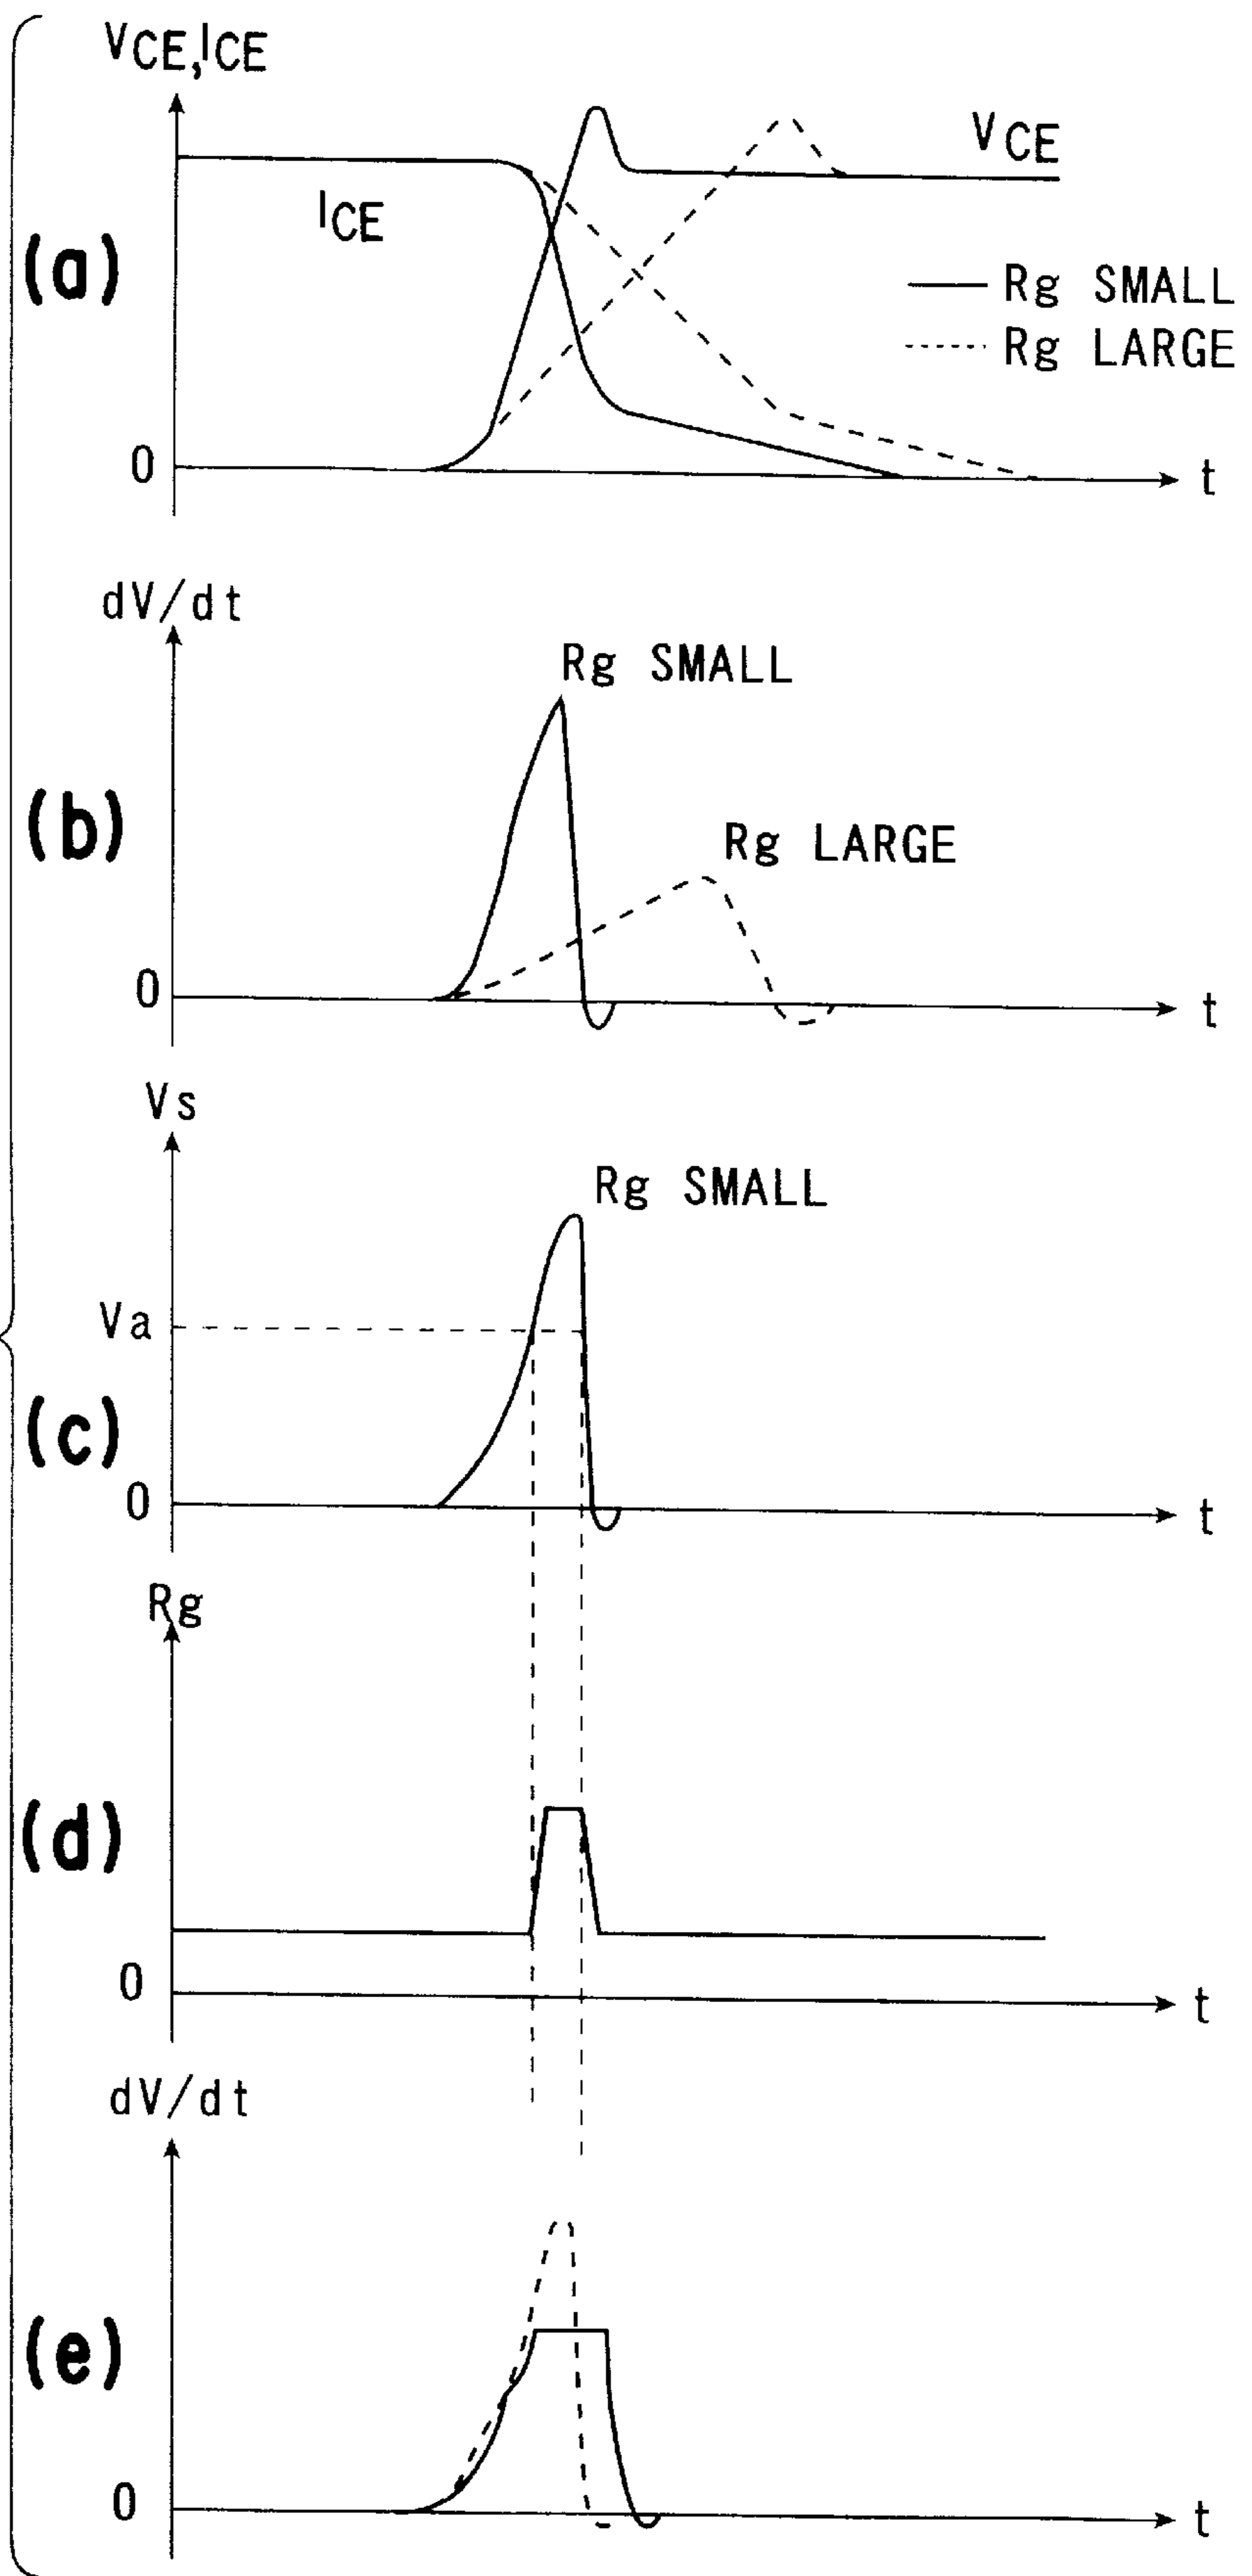 VCE,ICE
VCE
ICE
(a)
Rg SMALL
Rg LARGE
0
t
dV/dt
Rg SMALL
(b)
Rg LARGE
0
t
Vs
Rg SMALL
Va
(c)
0
t
Rg
(d)
0
t
dV/dt
(e)
0
t